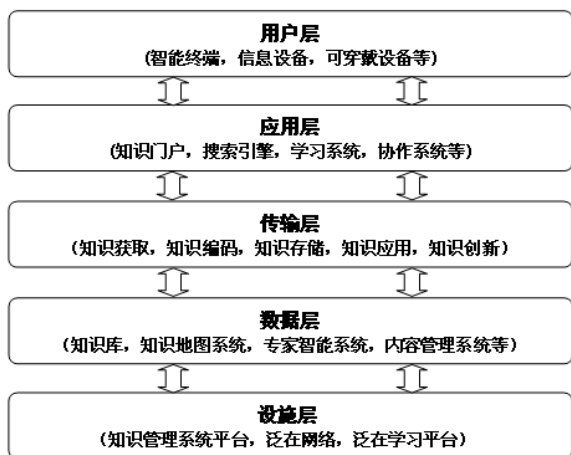 用户层
(智能终端，信息设备，可穿戴设备等)
应用层
(知识门户，搜索引擎，学习系统，协作系统等)
传输层
(知识获取，知识编码，知识存储，知识应用，知识创新)
数据层
(知识库，知识地图系统，专家智能系统，内容管理系统等)
设施层
(知识管理系统平台，泛在网络，泛在学习平台)